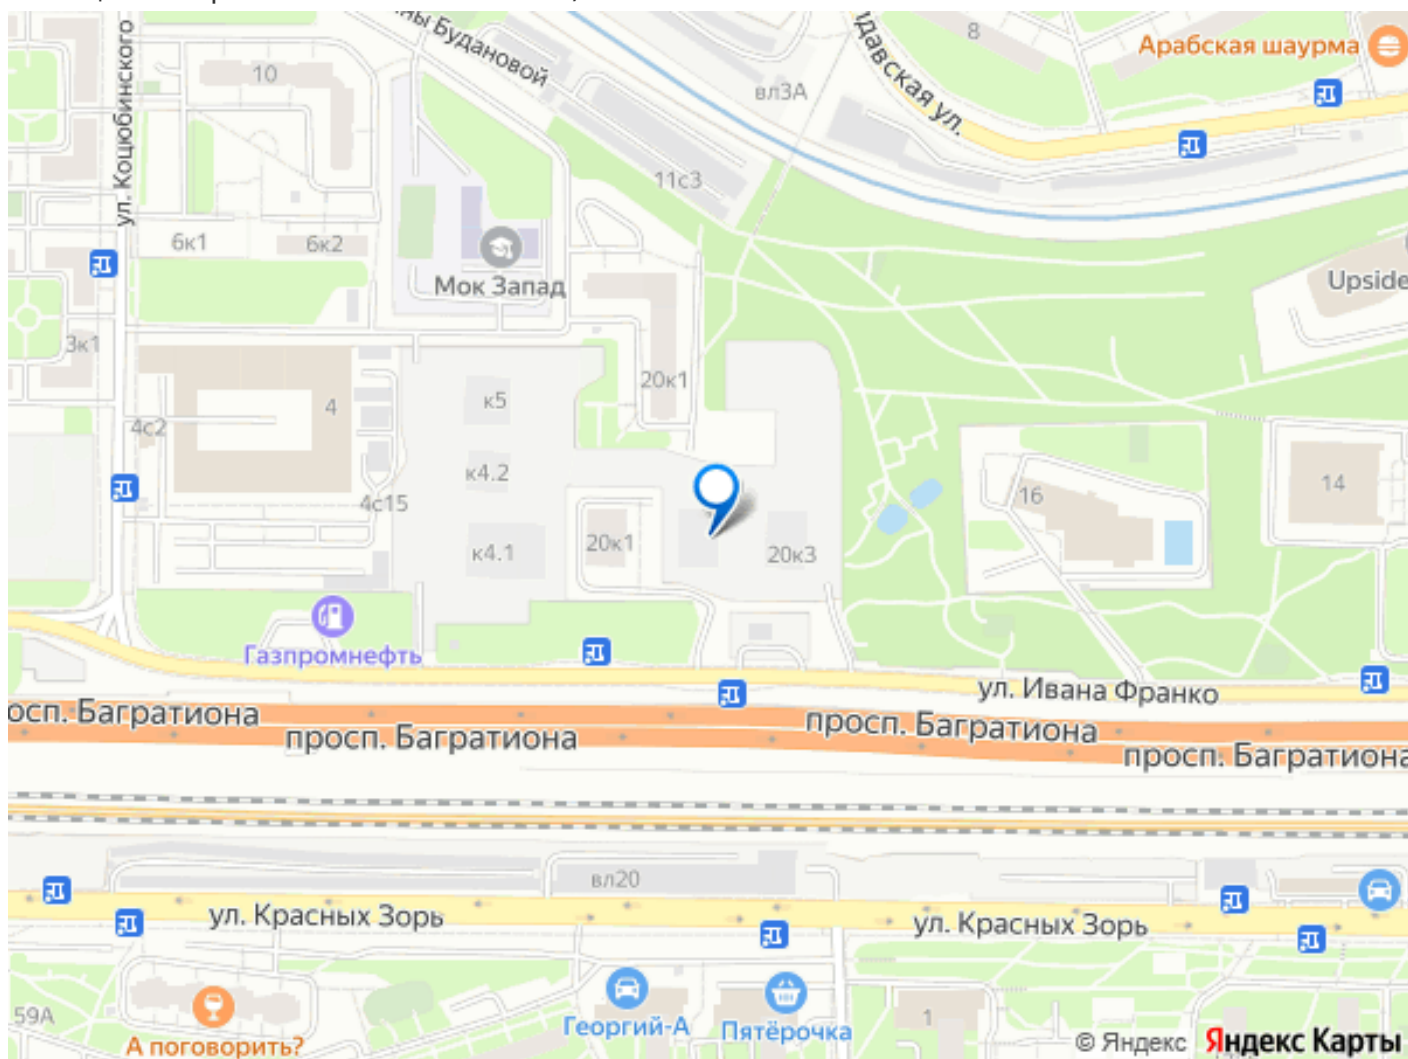 ул. Коцюбинского
ны Будановой
давская ул.
8
Арабская шаурма
10
вл3А
11с3
6к1
6к2
Мок Запад
Upside
3к1
4
4с2
к5
20к1
к4.2
4с15
16
14
к4.1
20к1
20к3
Газпромнефть
ул. Ивана Франко
осп. Багратиона
просп. Багратиона
просп. Багратиона
просп. Багратиона
вл20
ул. Красных Зорь
ул. Красных Зорь
59А
А поговорить?
Георгий-А
Пятёрочка
1
© Яндекс Яндекс Карты